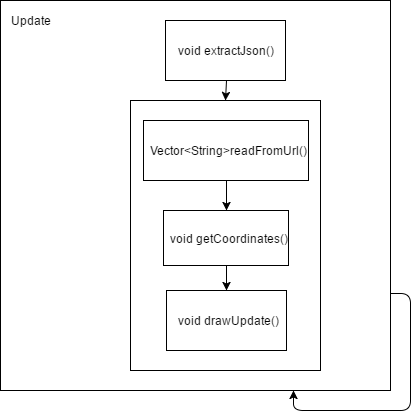 Update
void extractJson()
Vector<String>readFromUrl()
void getCoordinates()
void drawUpdate()